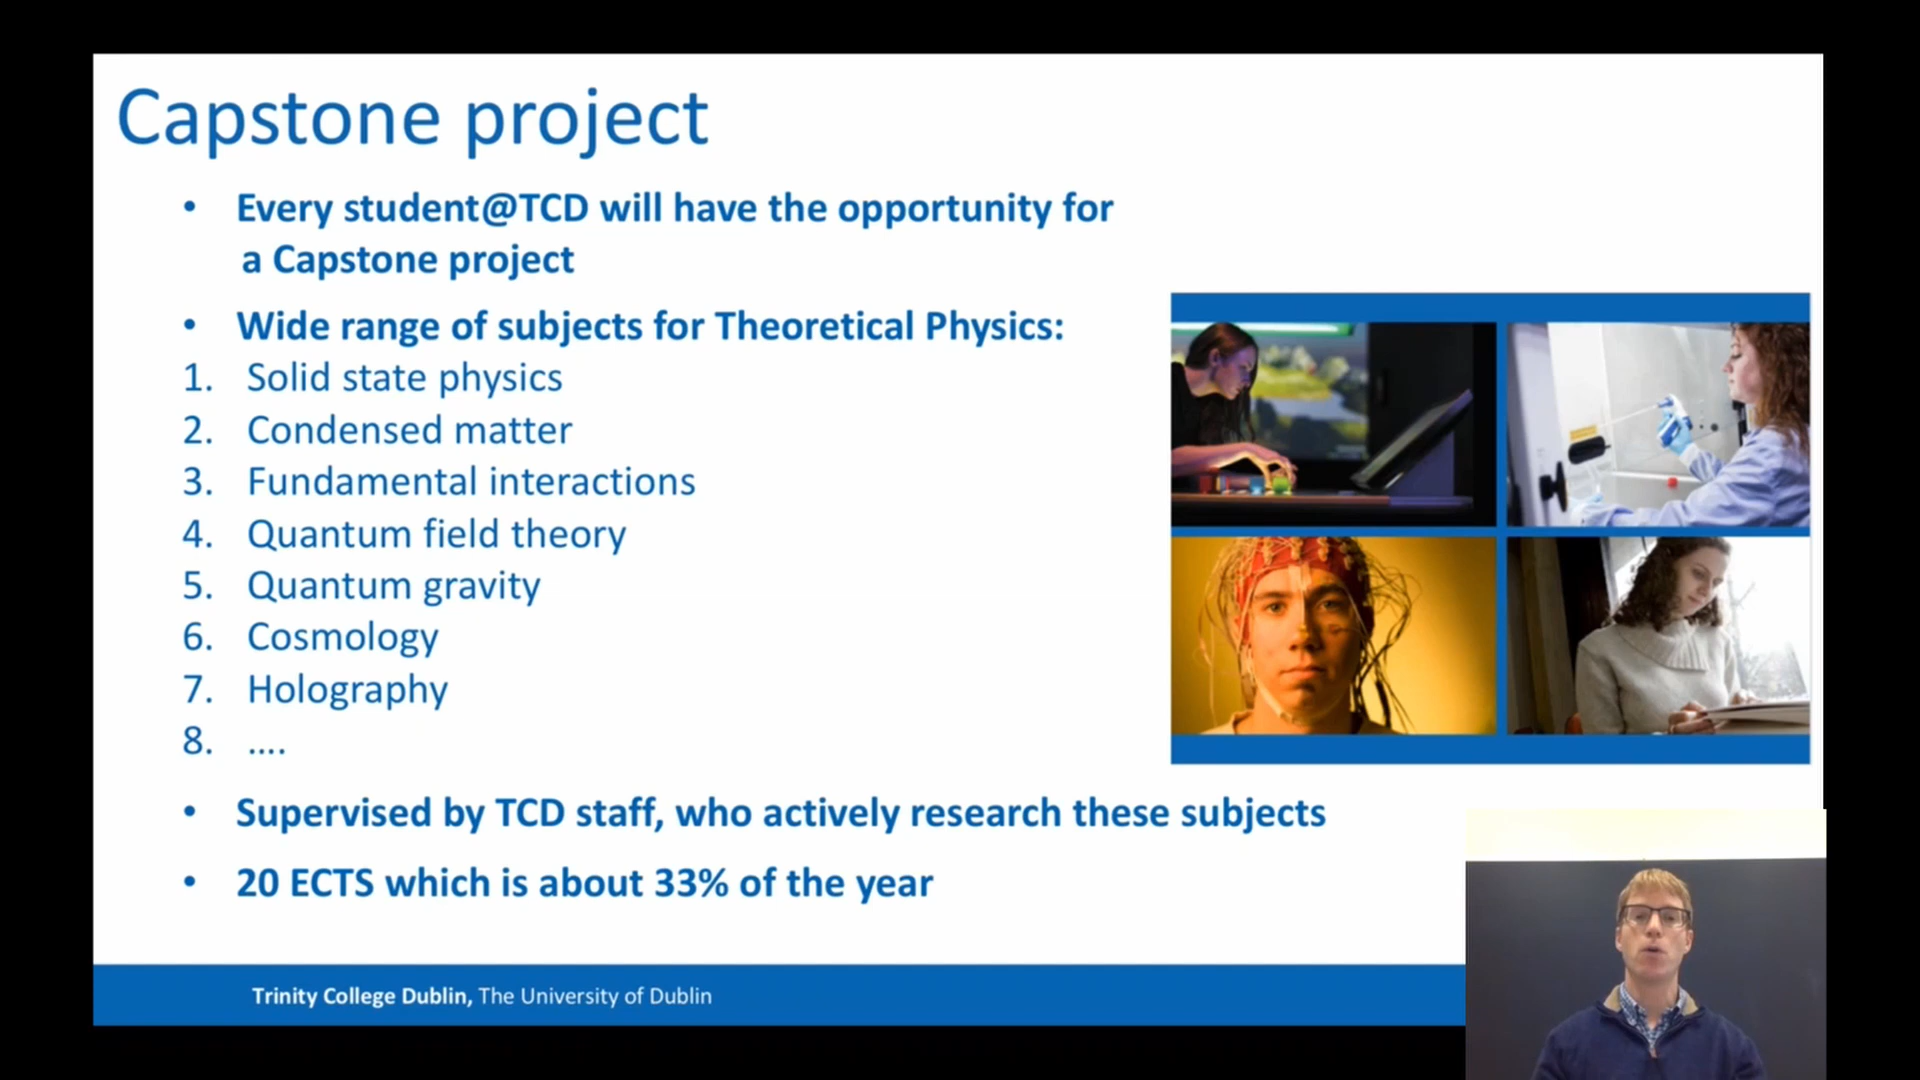 Capstone project
• Every student@TCD will have the opportunity for
a Capstone project
• Wide range of subjects for Theoretical Physics:
1. Solid state physics
2. Condensed matter
3. Fundamental interactions
4. Quantum field theory
5. Quantum gravity
6. Cosmology
7. Holography
8. ....
• Supervised by TCD staff, who actively research these subjects
• 20 ECTS which is about 33% of the year
Trinity College Dublin, The University of Dublin